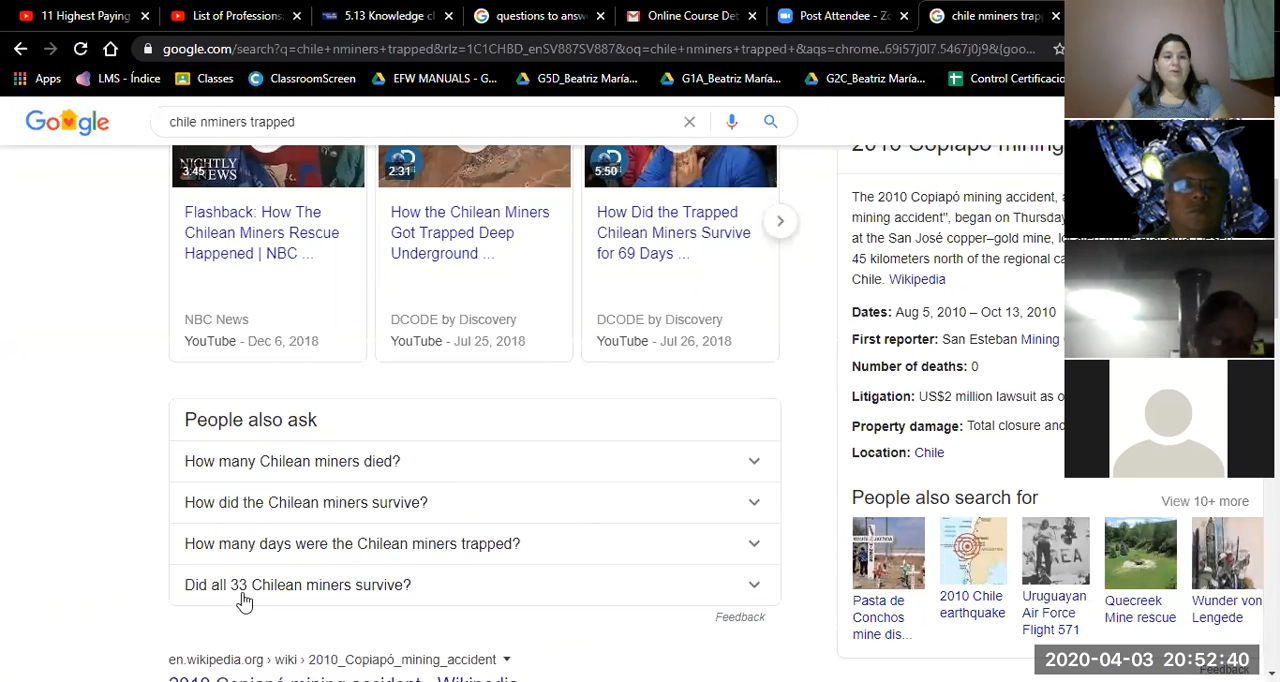 11 Highest Paying
List of Professions
5.13 Knowledge c
questions to answ
Online Course Det
Post Attendee - Zo
chile nminers trap
google.com/search?q=chile+nminers+trapped&rlz=1C1CHBD_enSV887SV887&oq=chile+nminers+trapped+&aqs=chrome..69i57j0l7.5467j0j9&{goo...
Apps
LMS - Índice
Classes
ClassroomScreen
EFW MANUALS - G...
G5D_Beatriz María...
G1A_Beatriz María...
G2C_Beatriz María...
Control Certificacio
Google
chile nminers trapped
NIGHTLY
NEWS
3:45
2:31
5:50
Flashback: How The
Chilean Miners Rescue
Happened | NBC ...
NBC News
YouTube - Dec 6, 2018
How the Chilean Miners
Got Trapped Deep
Underground ...
DCODE by Discovery
YouTube - Jul 25, 2018
How Did the Trapped
Chilean Miners Survive
for 69 Days ...
DCODE by Discovery
YouTube - Jul 26, 2018
People also ask
How many Chilean miners died?
How did the Chilean miners survive?
How many days were the Chilean miners trapped?
Did all 33 Chilean miners survive?
Feedback
en.wikipedia.org › wiki › 2010_Copiapó_mining_accident
2010 Copiapó mining accident - Wikipedia
2010 Copiapó mining
The 2010 Copiapó mining accident,
mining accident", began on Thursday
at the San José copper–gold mine,
45 kilometers north of the regional ca
Chile. Wikipedia
Dates: Aug 5, 2010 – Oct 13, 2010
First reporter: San Esteban Mining
Number of deaths: 0
Litigation: US$2 million lawsuit as o
Property damage: Total closure and
Location: Chile
People also search for
View 10+ more
Pasta de
Conchos
mine dis...
2010 Chile
earthquake
Uruguayan
Air Force
Flight 571
Quecreek
Mine rescue
Wunder von
Lengede
Feedback
2020-04-03 20:52:40